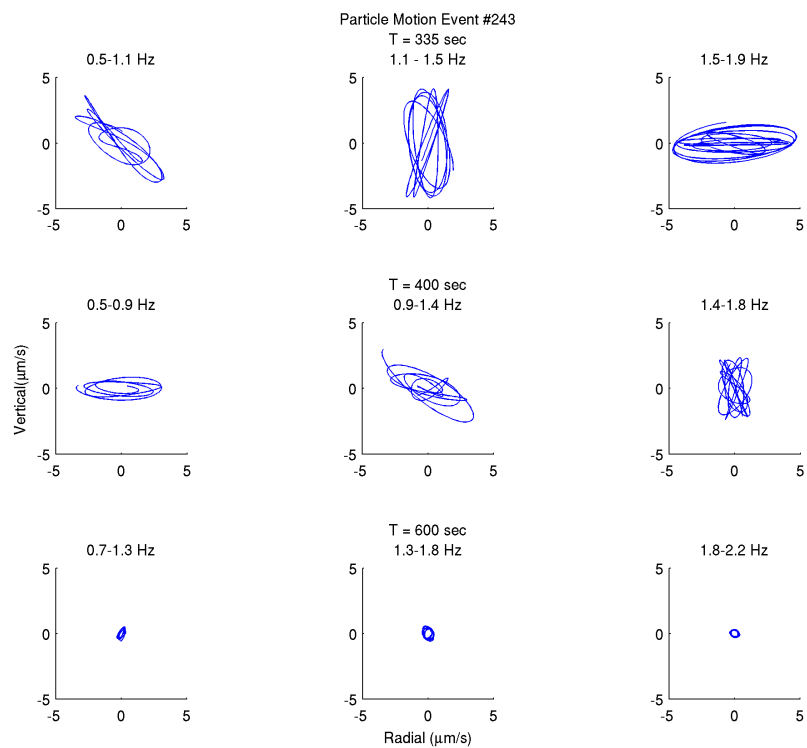 Particle Motion Event #243
T = 335 sec
0.5-1.1 Hz
1.1 - 1.5 Hz
1.5-1.9 Hz
5
0
-5
-5 0 5
5
0
-5
-5 0 5
5
0
-5
-5 0 5
T = 400 sec
0.5-0.9 Hz
0.9-1.4 Hz
1.4-1.8 Hz
Vertical(μm/s)
5
0
-5
-5 0 5
5
0
-5
-5 0 5
5
0
-5
-5 0 5
T = 600 sec
0.7-1.3 Hz
1.3-1.8 Hz
1.8-2.2 Hz
5
0
-5
-5 0 5
5
0
-5
-5 0 5
5
0
-5
-5 0 5
Radial (μm/s)